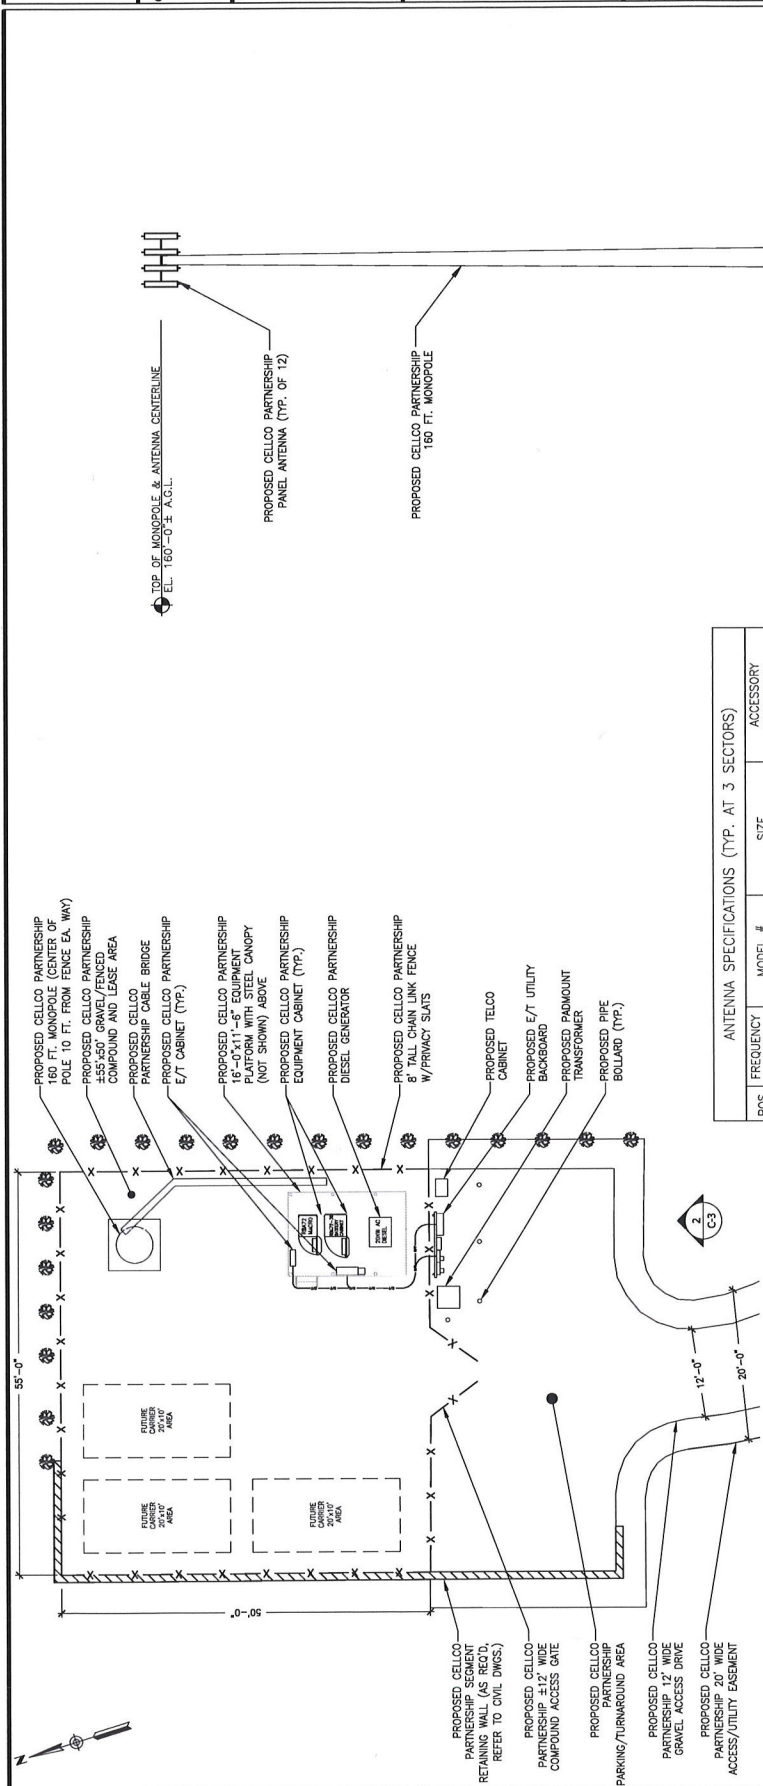 PROPOSED CELLCO PARTNERSHIP
160 FT. MONOPOLE (CENTER OF
POLE 10 FT. FROM FENCE EA. WAY)
PROPOSED CELLCO PARTNERSHIP
±55'x50' GRAVEL/FENCED
COMPOUND AND LEASE AREA
PROPOSED CELLCO
PARTNERSHIP CABLE BRIDGE
PROPOSED CELLCO PARTNERSHIP
E/T CABINET (TYP.)
PROPOSED CELLCO PARTNERSHIP
16'-0"x11'-6" EQUIPMENT
PLATFORM WITH STEEL CANOPY
(NOT SHOWN) ABOVE
PROPOSED CELLCO PARTNERSHIP
EQUIPMENT CABINET (TYP.)
PROPOSED CELLCO PARTNERSHIP
DIESEL GENERATOR
PROPOSED CELLCO PARTNERSHIP
8' TALL CHAIN LINK FENCE
W/PRIVACY SLATS
PROPOSED TELCO
CABINET
PROPOSED E/T UTILITY
BACKBOARD
PROPOSED PADMOUNT
TRANSFORMER
PROPOSED PIPE
BOLLARD (TYP.)
55'-0"
50'-0"
FUTURE
CARRIER
20'x10'
AREA
FUTURE
CARRIER
20'x10'
AREA
FUTURE
CARRIER
20'x10'
AREA
MACRO
DIESEL
2
C-3
12'-0"
20'-0"
N
PROPOSED CELLCO
PARTNERSHIP SEGMENT
RETAINING WALL (AS REQ'D,
REFER TO CIVIL DWGS.)
PROPOSED CELLCO
PARTNERSHIP ±12' WIDE
COMPOUND ACCESS GATE
PROPOSED CELLCO
PARTNERSHIP
PARKING/TURNAROUND AREA
PROPOSED CELLCO
PARTNERSHIP 12' WIDE
GRAVEL ACCESS DRIVE
PROPOSED CELLCO
PARTNERSHIP 20' WIDE
ACCESS/UTILITY EASEMENT
TOP OF MONOPOLE & ANTENNA CENTERLINE
EL. 160'-0"± A.G.L.
PROPOSED CELLCO PARTNERSHIP
PANEL ANTENNA (TYP. OF 12)
PROPOSED CELLCO PARTNERSHIP
160 FT. MONOPOLE
ANTENNA SPECIFICATIONS (TYP. AT 3 SECTORS)
POS. FREQUENCY MODEL # SIZE ACCESSORY